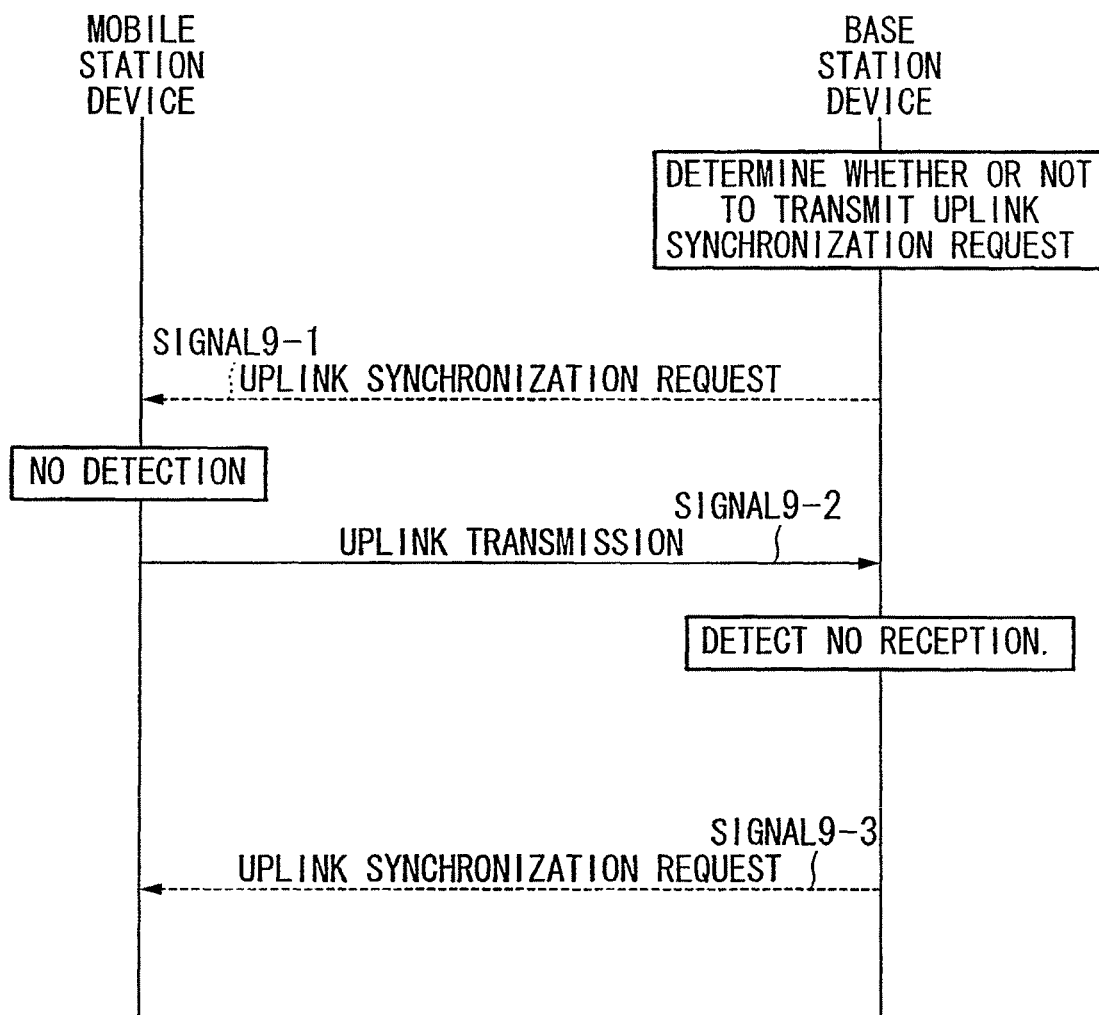 MOBILE
STATION
DEVICE
BASE
STATION
DEVICE
DETERMINE WHETHER OR NOT
TO TRANSMIT UPLINK
SYNCHRONIZATION REQUEST
SIGNAL9-1
UPLINK SYNCHRONIZATION REQUEST
NO DETECTION
SIGNAL9-2
UPLINK TRANSMISSION
DETECT NO RECEPTION.
SIGNAL9-3
UPLINK SYNCHRONIZATION REQUEST